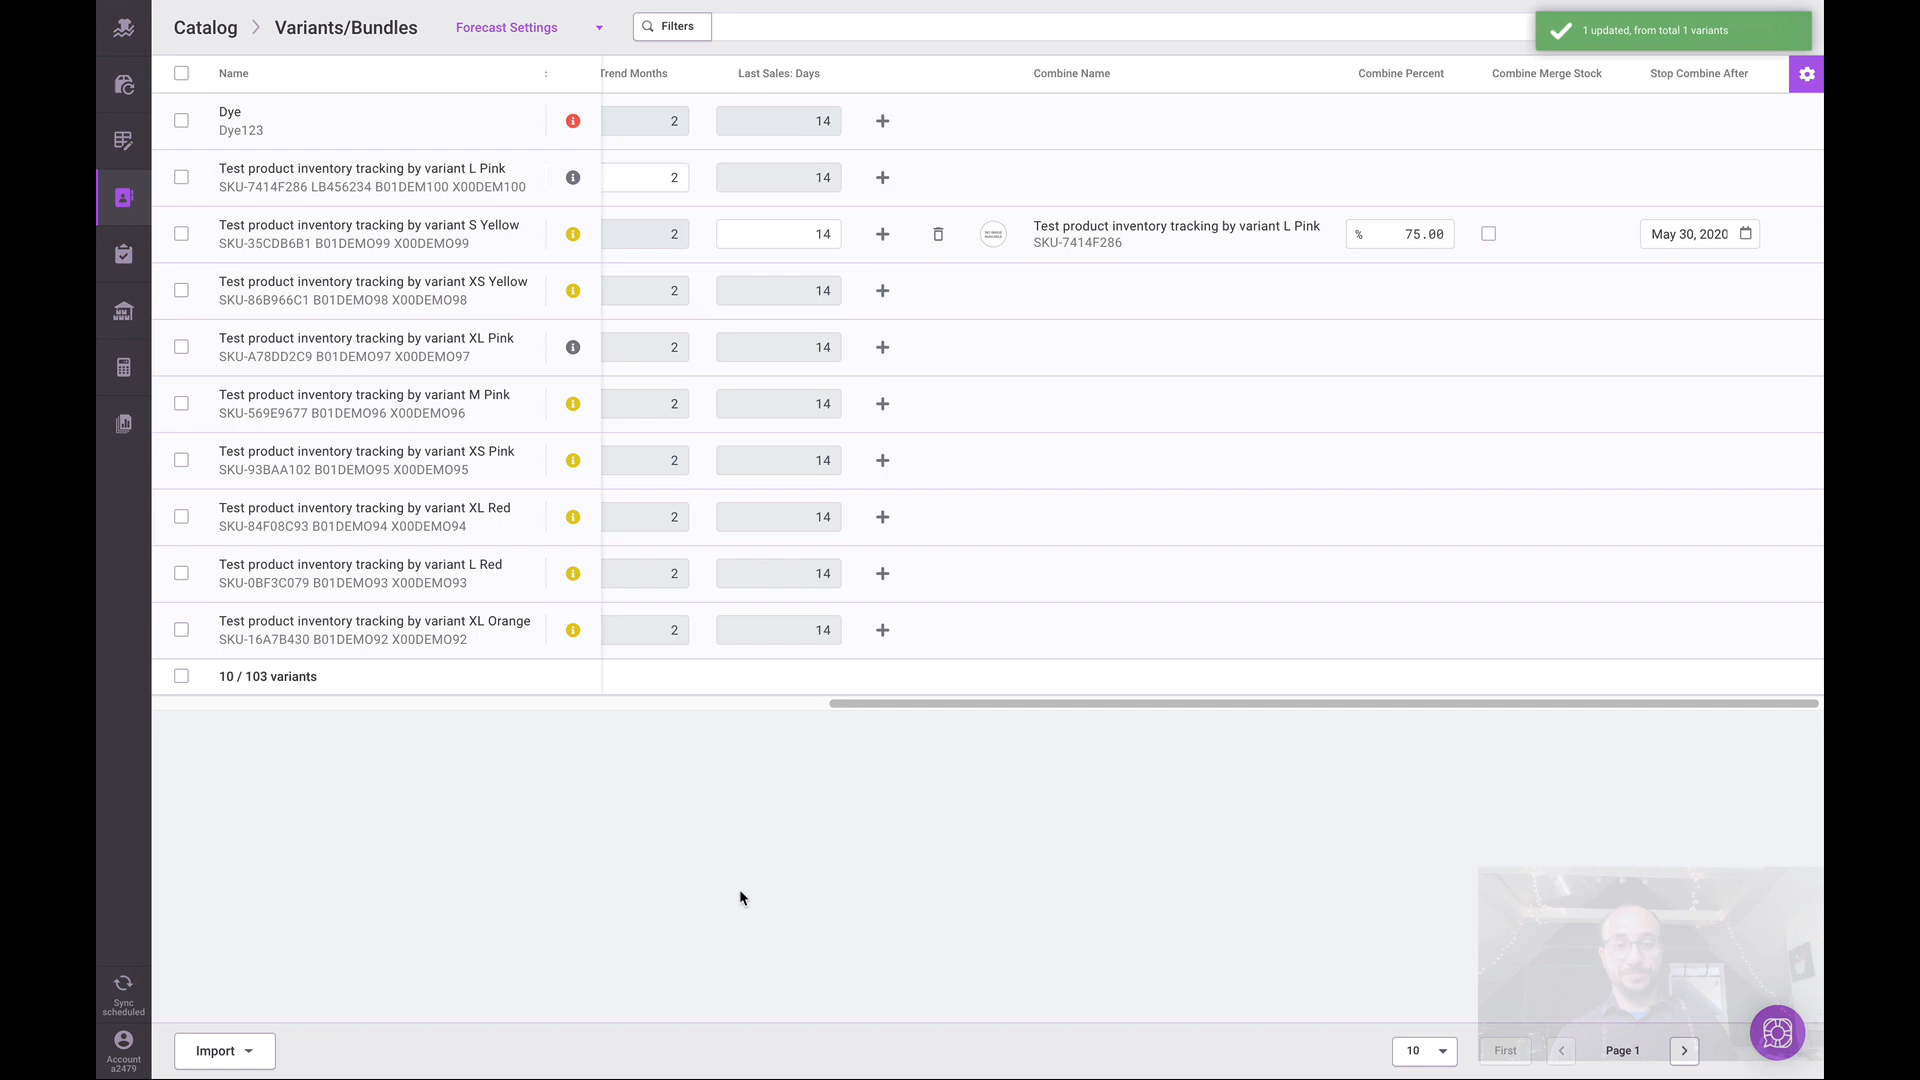 Catalog > Variants/Bundles
Forecast Settings
Filters
1 updated, from total 1 variants
Name
Trend Months
Last Sales: Days
Combine Name
Combine Percent
Combine Merge Stock
Stop Combine After
Dye
Dye123
2
14
Test product inventory tracking by variant L Pink
SKU-7414F286 LB456234 B01DEM100 X00DEM100
2
14
Test product inventory tracking by variant S Yellow
SKU-35CDB6B1 B01DEMO99 X00DEMO99
2
14
Test product inventory tracking by variant L Pink
SKU-7414F286
% 75.00
May 30, 2020
Test product inventory tracking by variant XS Yellow
SKU-86B966C1 B01DEMO98 X00DEMO98
2
14
Test product inventory tracking by variant XL Pink
SKU-A78DD2C9 B01DEMO97 X00DEMO97
2
14
Test product inventory tracking by variant M Pink
SKU-569E9677 B01DEMO96 X00DEMO96
2
14
Test product inventory tracking by variant XS Pink
SKU-93BAA102 B01DEMO95 X00DEMO95
2
14
Test product inventory tracking by variant XL Red
SKU-84F08C93 B01DEMO94 X00DEMO94
2
14
Test product inventory tracking by variant L Red
SKU-0BF3C079 B01DEMO93 X00DEMO93
2
14
Test product inventory tracking by variant XL Orange
SKU-16A7B430 B01DEMO92 X00DEMO92
2
14
10 / 103 variants
Sync
scheduled
Account
a2479
Import
10
First
Page 1